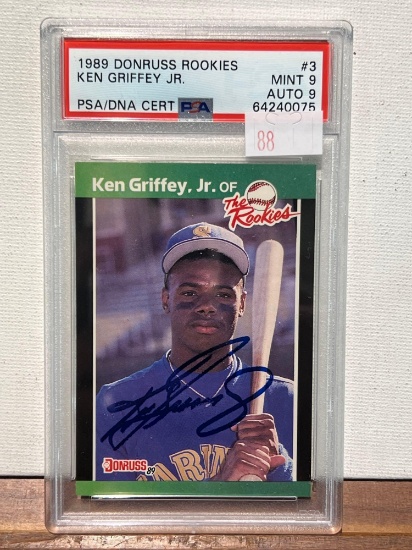 1989 DONRUSS ROOKIES #3
KEN GRIFFEY JR. MINT 9
AUTO 9
PSA/DNA CERT PSA 64240075
88
Ken Griffey, Jr. OF
The
Rookies
S
DONRUSS 89
ARIN